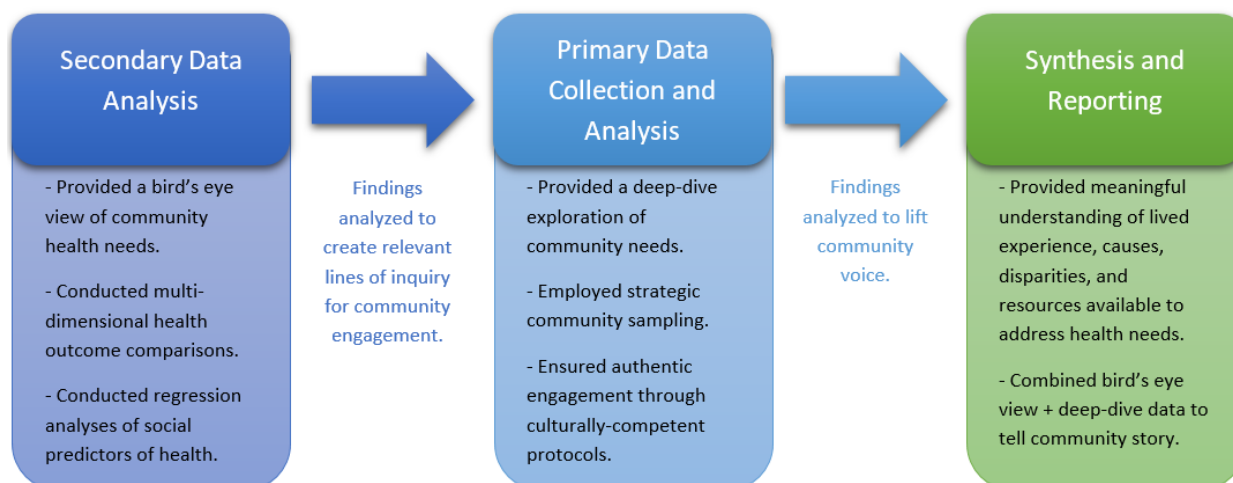 Secondary Data
Analysis
- Provided a bird's eye
view of community
health needs.
- Conducted multi-
dimensional health
outcome comparisons.
- Conducted regression
analyses of social
predictors of health.
Findings
analyzed to
create relevant
lines of inquiry
for community
engagement.
Primary Data
Collection and
Analysis
- Provided a deep-dive
exploration of
community needs.
- Employed strategic
community sampling.
- Ensured authentic
engagement through
culturally-competent
protocols.
Findings
analyzed to lift
community
voice.
Synthesis and
Reporting
- Provided meaningful
understanding of lived
experience, causes,
disparities, and
resources available to
address health needs.
- Combined bird's eye
view + deep-dive data to
tell community story.